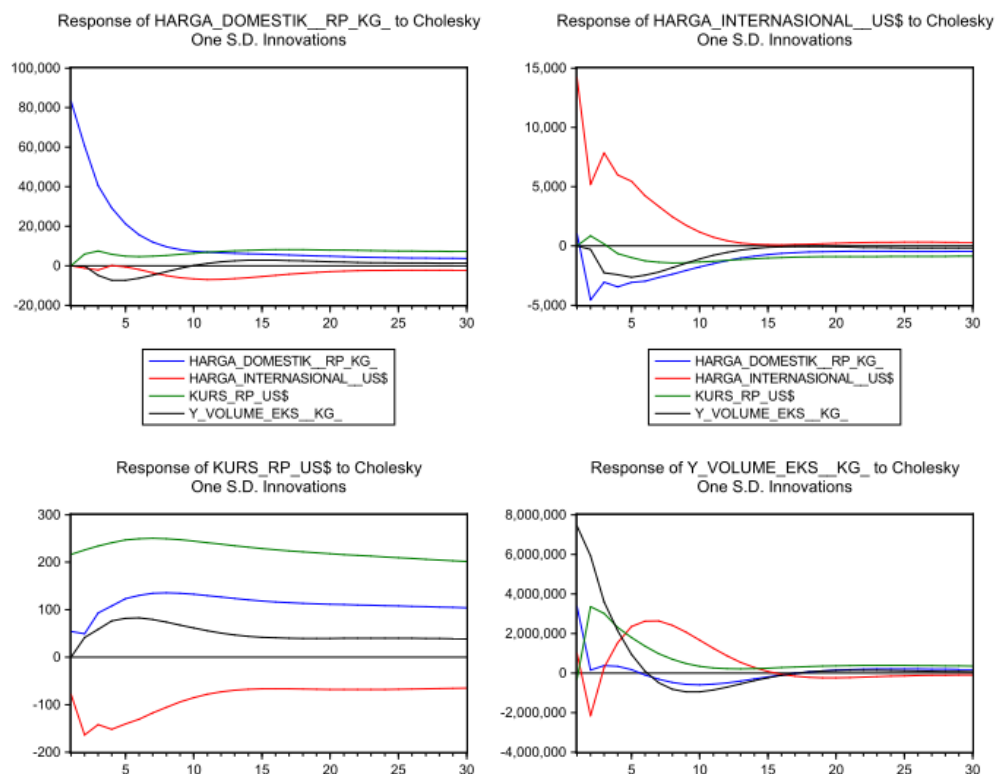 Response of HARGA_DOMESTIK__RP_KG_ to Cholesky
One S.D. Innovations
100,000
80,000
60,000
40,000
20,000
0
-20,000
5 10 15 20 25 30
HARGA_DOMESTIK__RP_KG_
HARGA_INTERNASIONAL__US$
KURS_RP_US$
Y_VOLUME_EKS__KG_
Response of HARGA_INTERNASIONAL__US$ to Cholesky
One S.D. Innovations
15,000
10,000
5,000
0
-5,000
5 10 15 20 25 30
HARGA_DOMESTIK__RP_KG_
HARGA_INTERNASIONAL__US$
KURS_RP_US$
Y_VOLUME_EKS__KG_
Response of KURS_RP_US$ to Cholesky
One S.D. Innovations
300
200
100
0
-100
-200
5 10 15 20 25 30
Response of Y_VOLUME_EKS__KG_ to Cholesky
One S.D. Innovations
8,000,000
6,000,000
4,000,000
2,000,000
0
-2,000,000
-4,000,000
5 10 15 20 25 30